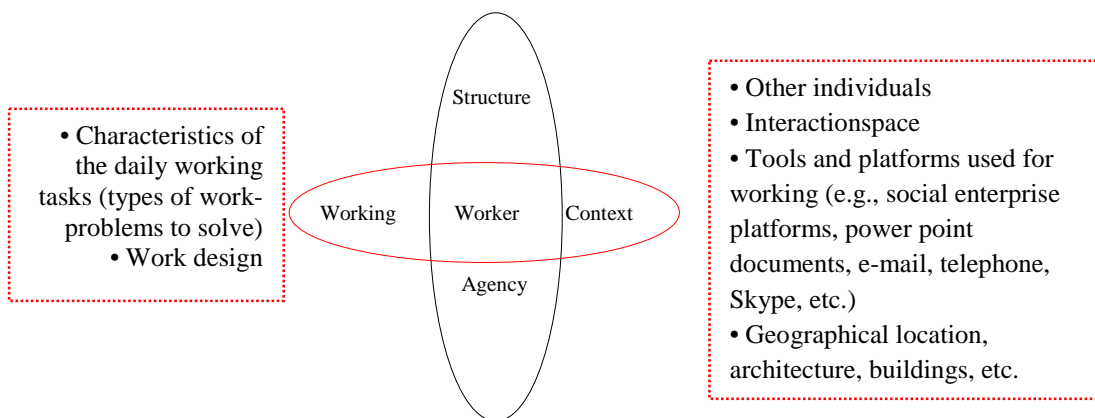 • Characteristics of
the daily working
tasks (types of work-
problems to solve)
• Work design
Structure
Working
Worker
Context
Agency
• Other individuals
• Interactionspace
• Tools and platforms used for
working (e.g., social enterprise
platforms, power point
documents, e-mail, telephone,
Skype, etc.)
• Geographical location,
architecture, buildings, etc.